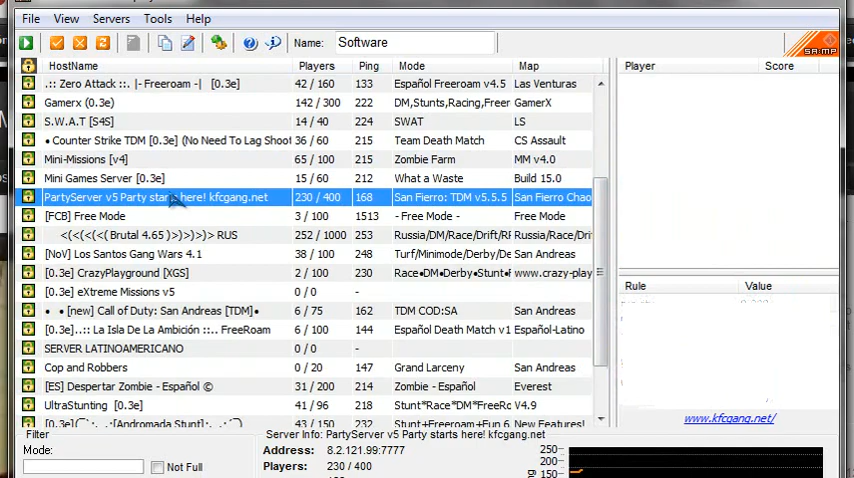 File View Servers Tools Help
Name: Software
SA:MP
HostName Players Ping Mode Map Player Score
.:: Zero Attack ::. |- Freeroam -| [0.3e] 42 / 160 133 Español Freeroam v4.5 Las Venturas
Gamerx (0.3e) 142 / 300 222 DM,Stunts,Racing,Freer GamerX
S.W.A.T [S4S] 14 / 40 224 SWAT LS
• Counter Strike TDM [0.3e] (No Need To Lag Shoot 36 / 60 215 Team Death Match CS Assault
Mini-Missions [v4] 65 / 100 215 Zombie Farm MM v4.0
Mini Games Server [0.3e] 15 / 60 212 What a Waste Build 15.0
PartyServer v5 Party starts here! kfcgang.net 230 / 400 168 San Fierro: TDM v5.5.5 San Fierro Chao
[FCB] Free Mode 3 / 100 1513 - Free Mode - Free Mode
<(<(<(<( Brutal 4.65 )>)>)>)> RUS 252 / 1000 253 Russia/DM/Race/Drift/RF Russia/Race/Drif
[NoV] Los Santos Gang Wars 4.1 38 / 100 248 Turf/Minimode/Derby/De San Andreas
[0.3e] CrazyPlayground [XGS] 2 / 100 230 Race•DM•Derby•Stunt•F www.crazy-play
[0.3e] eXtreme Missions v5 0 / 0 -
• • [new] Call of Duty: San Andreas [TDM]• 6 / 75 162 TDM COD:SA San Andreas
[0.3e]..:: La Isla De La Ambición ::.. FreeRoam 6 / 100 144 Español Death Match v1 Español-Latino
SERVER LATINOAMERICANO 0 / 0 -
Cop and Robbers 0 / 20 147 Grand Larceny San Andreas
[ES] Despertar Zombie - Español © 31 / 200 214 Zombie - Español Everest
UltraStunting [0.3e] 41 / 96 218 Stunt*Race*DM*FreeRo V4.9
[Andromada Stunt] 43 / 150 Stunt+Freeroam+Fun 6 New Features!
Rule Value
www.kfcgang.net/
Filter
Mode:
Not Full
Server Info: PartyServer v5 Party starts here! kfcgang.net
Address: 8.2.121.99:7777
Players: 230 / 400
250
200
150